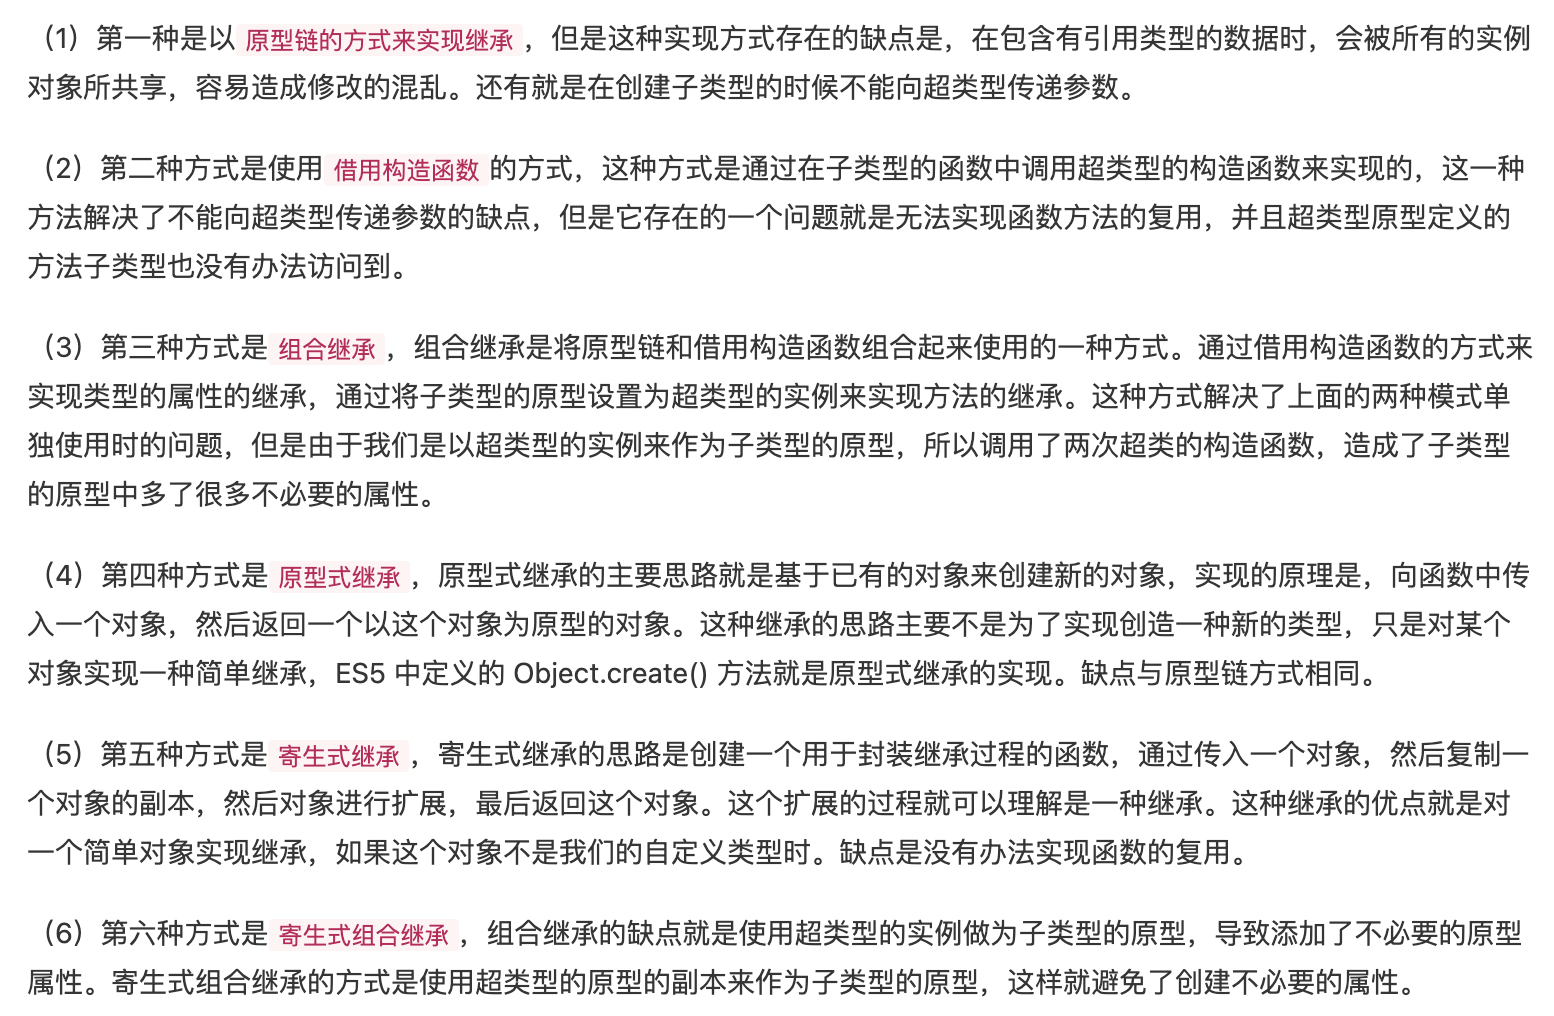 （1）第一种是以 原型链的方式来实现继承 ，但是这种实现方式存在的缺点是，在包含有引用类型的数据时，会被所有的实例
对象所共享，容易造成修改的混乱。还有就是在创建子类型的时候不能向超类型传递参数。
（2）第二种方式是使用 借用构造函数 的方式，这种方式是通过在子类型的函数中调用超类型的构造函数来实现的，这一种
方法解决了不能向超类型传递参数的缺点，但是它存在的一个问题就是无法实现函数方法的复用，并且超类型原型定义的
方法子类型也没有办法访问到。
（3）第三种方式是 组合继承 ，组合继承是将原型链和借用构造函数组合起来使用的一种方式。通过借用构造函数的方式来
实现类型的属性的继承，通过将子类型的原型设置为超类型的实例来实现方法的继承。这种方式解决了上面的两种模式单
独使用时的问题，但是由于我们是以超类型的实例来作为子类型的原型，所以调用了两次超类的构造函数，造成了子类型
的原型中多了很多不必要的属性。
（4）第四种方式是 原型式继承 ，原型式继承的主要思路就是基于已有的对象来创建新的对象，实现的原理是，向函数中传
入一个对象，然后返回一个以这个对象为原型的对象。这种继承的思路主要不是为了实现创造一种新的类型，只是对某个
对象实现一种简单继承，ES5 中定义的 Object.create() 方法就是原型式继承的实现。缺点与原型链方式相同。
（5）第五种方式是 寄生式继承 ，寄生式继承的思路是创建一个用于封装继承过程的函数，通过传入一个对象，然后复制一
个对象的副本，然后对象进行扩展，最后返回这个对象。这个扩展的过程就可以理解是一种继承。这种继承的优点就是对
一个简单对象实现继承，如果这个对象不是我们的自定义类型时。缺点是没有办法实现函数的复用。
（6）第六种方式是 寄生式组合继承 ，组合继承的缺点就是使用超类型的实例做为子类型的原型，导致添加了不必要的原型
属性。寄生式组合继承的方式是使用超类型的原型的副本来作为子类型的原型，这样就避免了创建不必要的属性。